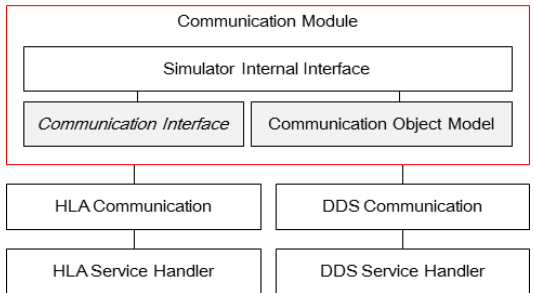 Communication Module
Simulator Internal Interface
Communication Interface
Communication Object Model
HLA Communication
DDS Communication
HLA Service Handler
DDS Service Handler